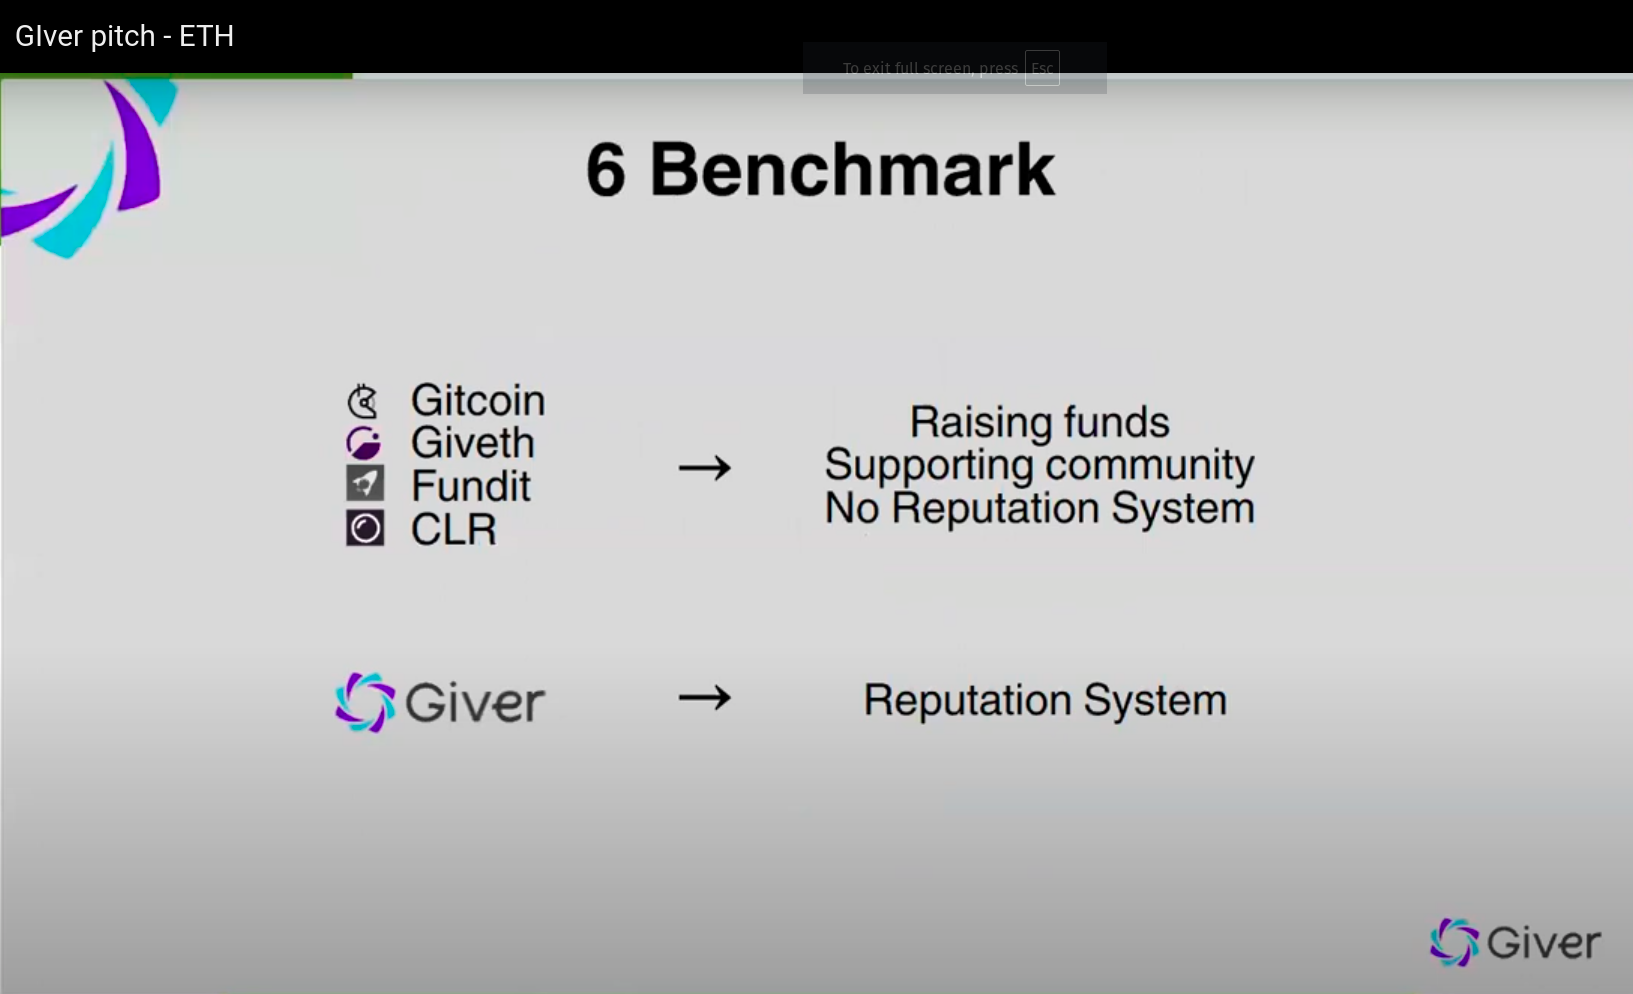 GIver pitch - ETH
To exit full screen, press Esc
6 Benchmark
Gitcoin
Giveth
Fundit
CLR
→
Raising funds
Supporting community
No Reputation System
Giver
→
Reputation System
Giver